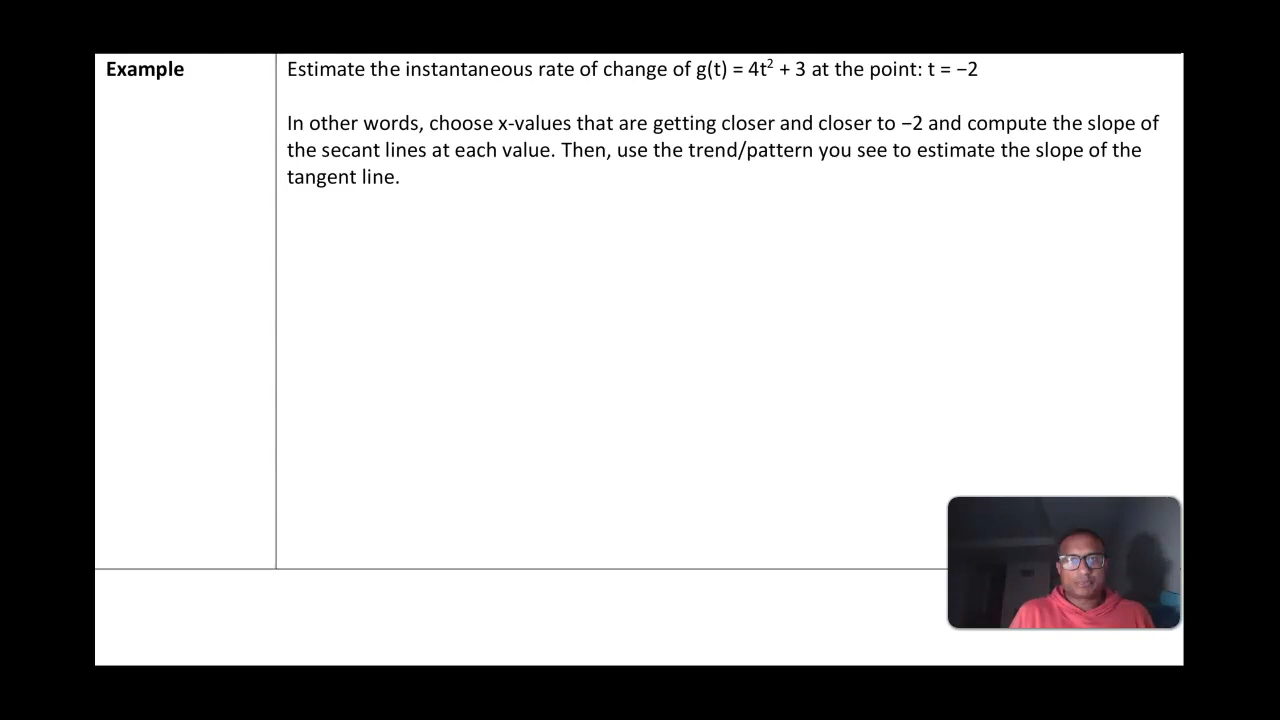 Example
Estimate the instantaneous rate of change of g(t) = 4t² + 3 at the point: t = −2
In other words, choose x-values that are getting closer and closer to −2 and compute the slope of
the secant lines at each value. Then, use the trend/pattern you see to estimate the slope of the
tangent line.